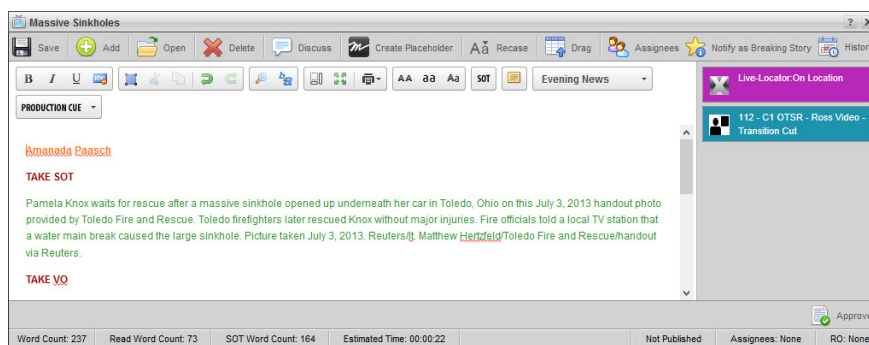 Massive Sinkholes
?
Save Add Open Delete Discuss Create Placeholder Aä Recase Drag Assignees Notify as Breaking Story
B I U AA aa Aa SOT Evening News
PRODUCTION CUE
Live-Locator:On Location
112 - C1 OTSR - Ross Video -
Transition Cut
Amanada Paasch
TAKE SOT
Pamela Knox waits for rescue after a massive sinkhole opened up underneath her car in Toledo, Ohio on this July 3, 2013 handout photo
provided by Toledo Fire and Rescue. Toledo firefighters later rescued Knox without major injuries. Fire officials told a local TV station that
a water main break caused the large sinkhole. Picture taken July 3, 2013. Reuters/lt. Matthew Hertzfeld/Toledo Fire and Rescue/handout
via Reuters.
TAKE VO
Approve
Word Count: 237 Read Word Count: 73 SOT Word Count: 164 Estimated Time: 00:00:22 Not Published Assignees: None RO: None